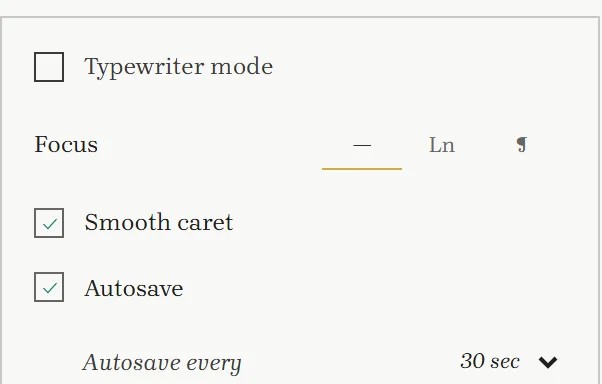 Typewriter mode
Focus — Ln ¶
Smooth caret
Autosave
Autosave every 30 sec